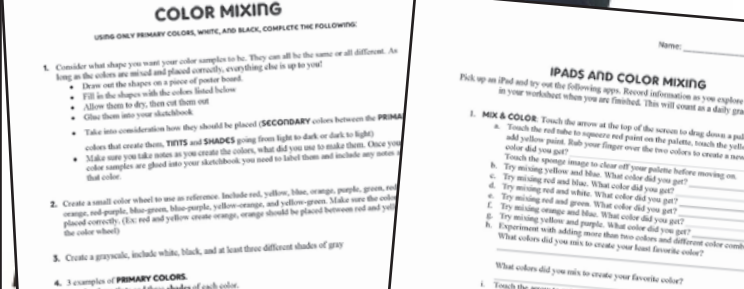 COLOR MIXING
USING ONLY PRIMARY COLORS, WHITE, AND BLACK, COMPLETE THE FOLLOWING:
1. Consider what shape you want your color samples to be. They can all be the same or all different. As
long as the colors are mixed and placed correctly, everything else is up to you!
• Draw out the shapes on a piece of poster board.
• Fill in the shapes with the colors listed below
• Allow them to dry, then cut them out
• Glue them into your sketchbook
• Take into consideration how they should be placed (SECONDARY colors between the PRIMA
colors that create them, TINTS and SHADES going from light to dark or dark to light)
• Make sure you take notes as you create the colors, what did you use to make them. Once you
color samples are glued into your sketchbook you need to label them and include any notes
that color.
2. Create a small color wheel to use as reference. Include red, yellow, blue, orange, purple, green, red
orange, red-purple, blue-green, blue-purple, yellow-orange, and yellow-green. Make sure the colo
placed correctly. (Ex: red and yellow create orange, orange should be placed between red and yell
the color wheel)
3. Create a grayscale, include white, black, and at least three different shades of gray
4. 3 examples of PRIMARY COLORS.
shades of each color.
Name:
IPADS AND COLOR MIXING
Pick up an iPad and try out the following apps. Record information as you explore
in your worksheet when you are finished. This will count as a daily gra
1. MIX & COLOR: Touch the arrow at the top of the screen to drag down a pal
a. Touch the red tube to squeeze red paint on the palette, touch the yell
add yellow paint. Rub your finger over the two colors to create a new
color did you get?
Touch the sponge image to clear off your palette before moving on.
b. Try mixing yellow and blue. What color did you get?
c. Try mixing red and blue. What color did you get?
d. Try mixing red and white. What color did you get?
e. Try mixing red and green. What color did you get?
f. Try mixing orange and blue. What color did you get?
g. Try mixing yellow and purple. What color did you get?
h. Experiment with adding more than two colors and different color comb
What colors did you mix to create your least favorite color?
What colors did you mix to create your favorite color?
i. Touch the